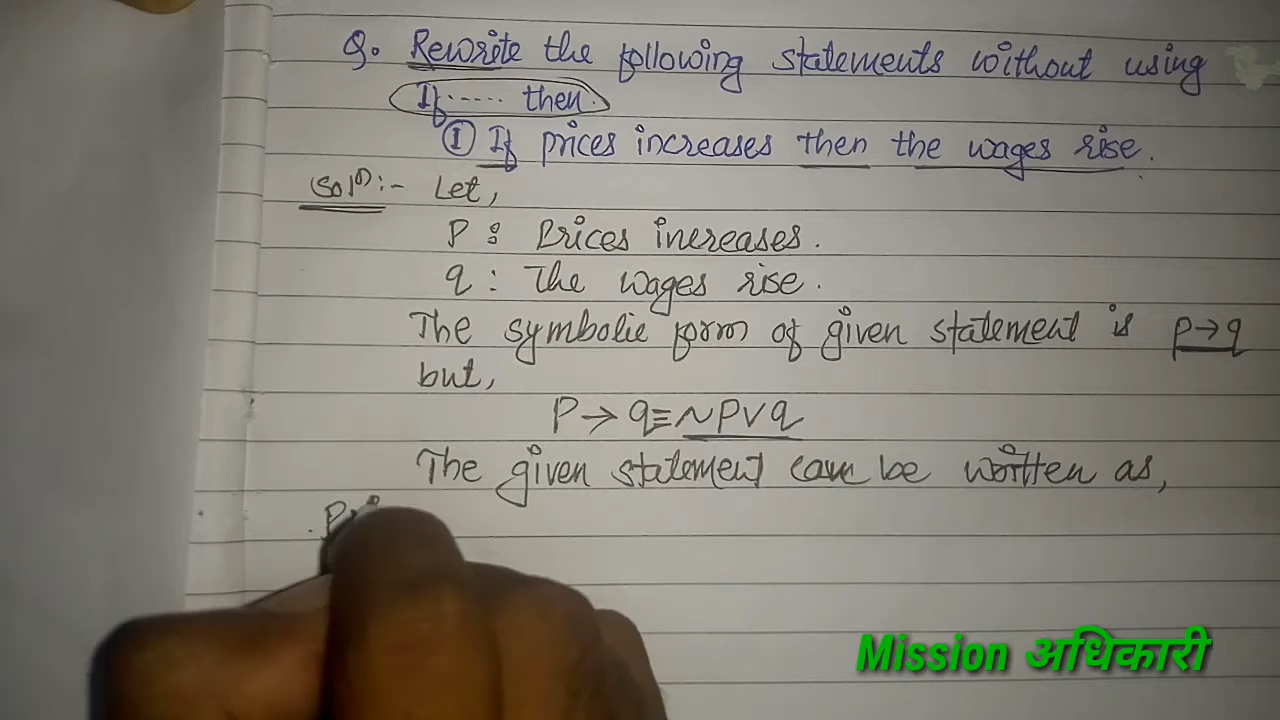 Q. Rewrite the following statements without using
If ..... then.
① If prices increases then the wages rise.
Solⁿ:- Let,
P : Prices increases.
q : The wages rise.
The symbolic form of given statement is p→q
but,
P → q ≡ ~P∨q
The given statement can be written as,
Pri
Mission अधिकारी